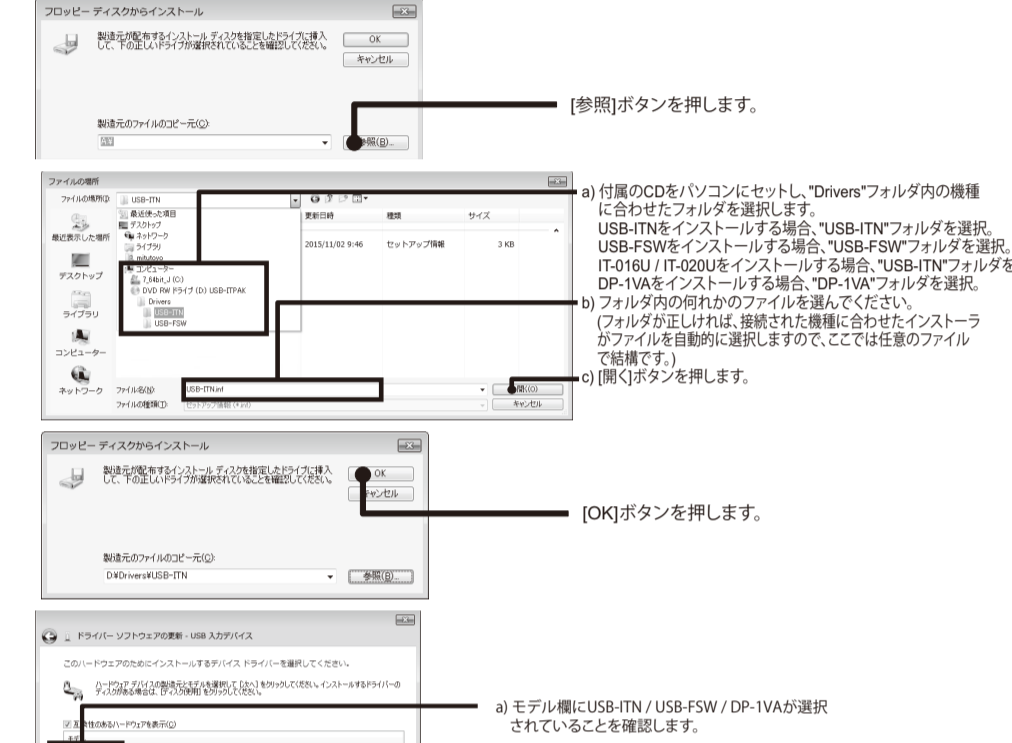 フロッピー ディスクからインストール
製造元が配布するインストール ディスクを指定したドライブに挿入
して、下の正しいドライブが選択されていることを確認してください。
OK
キャンセル
製造元のファイルのコピー元(C):
参照(B)...
[参照]ボタンを押します。
ファイルの場所
ファイルの場所(I):
USB-ITN
最近使った項目
デスクトップ
ネットワーク
ライブラリ
mitutoyo
コンピューター
7_64bit_J (C:)
DVD RW ドライブ (D:) USB-ITPAK
Drivers
USB-ITN
USB-FSW
更新日時
種類
サイズ
2015/11/02 9:46
セットアップ情報
3 KB
最近表示した場所
デスクトップ
ライブラリ
コンピューター
ネットワーク
ファイル名(N):
USB-ITN.inf
開く(O)
ファイルの種類(T):
セットアップ情報 (*.inf)
キャンセル
a) 付属のCDをパソコンにセットし、"Drivers"フォルダ内の機種
に合わせたフォルダを選択します。
USB-ITNをインストールする場合、"USB-ITN"フォルダを選択。
USB-FSWをインストールする場合、"USB-FSW"フォルダを選択。
IT-016U / IT-020Uをインストールする場合、"USB-ITN"フォルダを
DP-1VAをインストールする場合、"DP-1VA"フォルダを選択。
b) フォルダ内の何れかのファイルを選んでください。
(フォルダが正しければ、接続された機種に合わせたインストーラ
がファイルを自動的に選択しますので、ここでは任意のファイル
で結構です。)
c) [開く]ボタンを押します。
フロッピー ディスクからインストール
製造元が配布するインストール ディスクを指定したドライブに挿入
して、下の正しいドライブが選択されていることを確認してください。
OK
キャンセル
製造元のファイルのコピー元(C):
D:¥Drivers¥USB-ITN
参照(B)...
[OK]ボタンを押します。
ドライバー ソフトウェアの更新 - USB 入力デバイス
このハードウェアのためにインストールするデバイス ドライバーを選択してください。
ハードウェア デバイスの製造元とモデルを選択して [次へ] をクリックしてください。インストールするドライバーの
ディスクがある場合は、[ディスク使用] をクリックしてください。
互換性のあるハードウェアを表示(C)
モデル
a) モデル欄にUSB-ITN / USB-FSW / DP-1VAが選択
されていることを確認します。